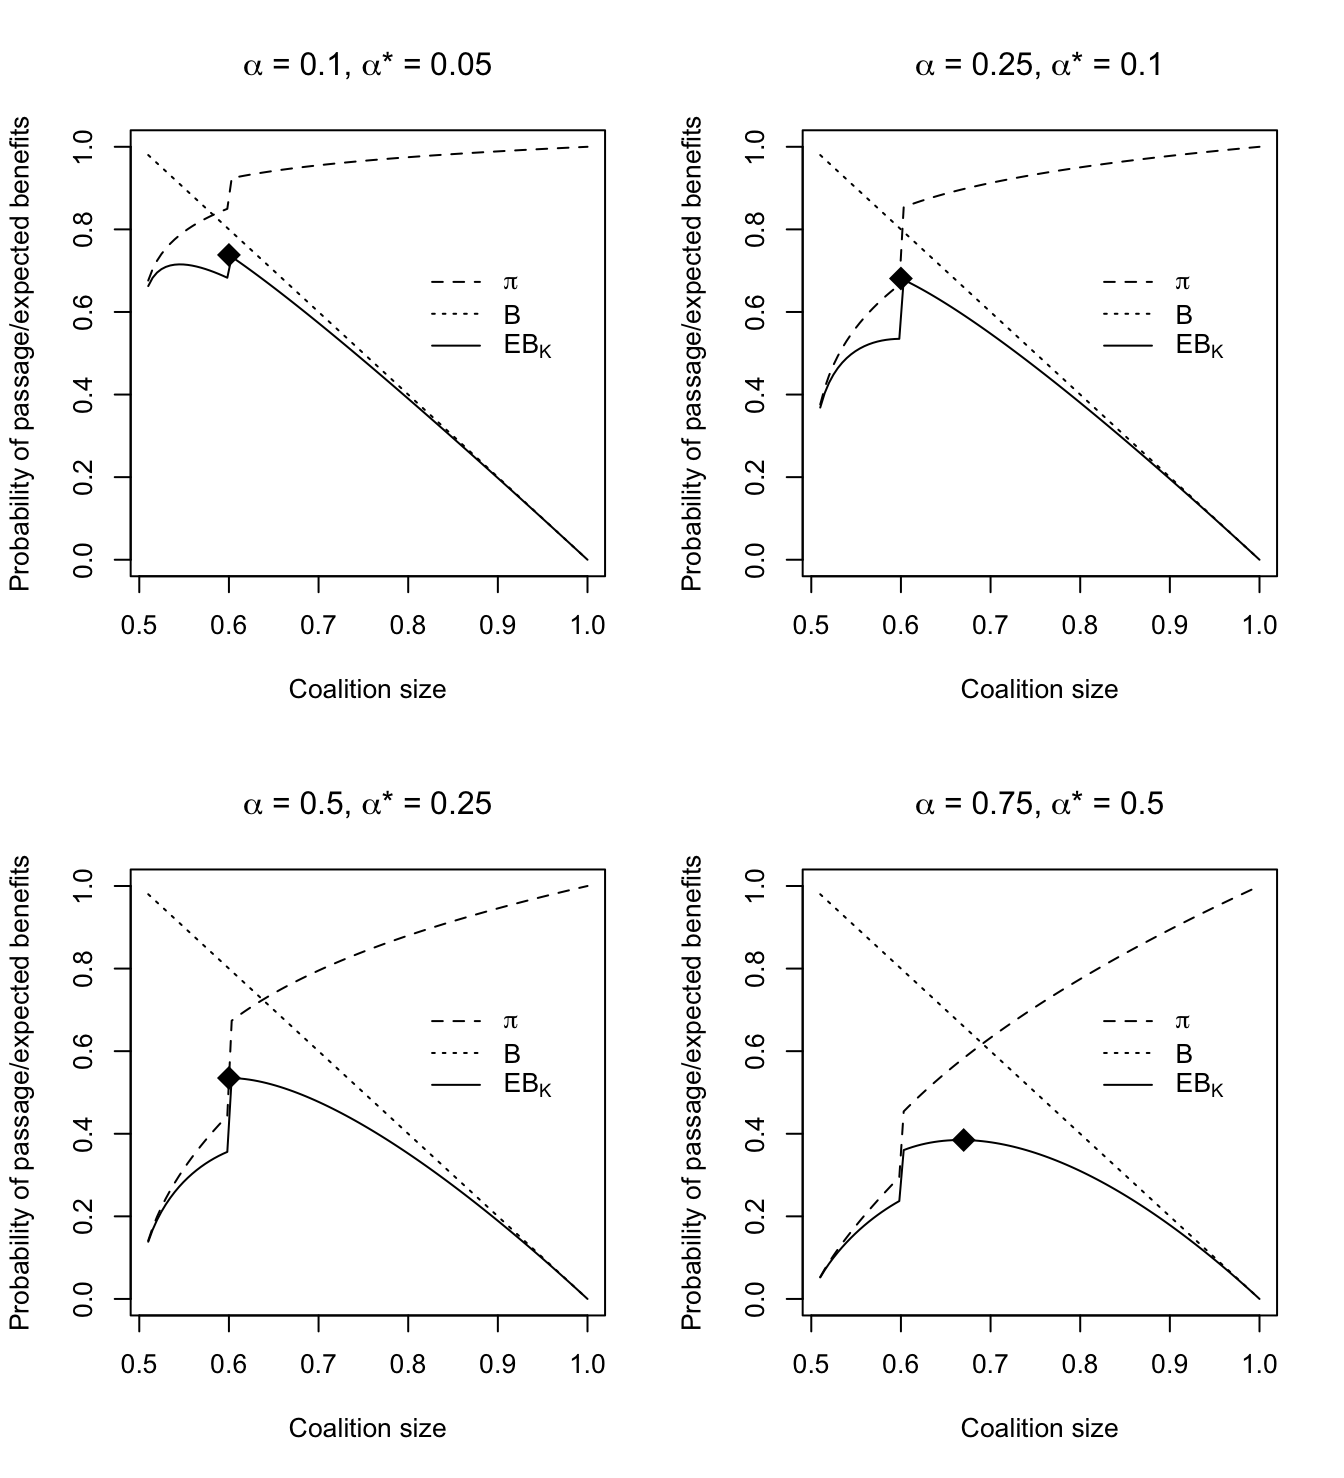 α = 0.1, α* = 0.05
Probability of passage/expected benefits
1.0
0.8
0.6
0.4
0.2
0.0
π
B
EBK
0.5 0.6 0.7 0.8 0.9 1.0
Coalition size
α = 0.25, α* = 0.1
Probability of passage/expected benefits
1.0
0.8
0.6
0.4
0.2
0.0
π
B
EBK
0.5 0.6 0.7 0.8 0.9 1.0
Coalition size
α = 0.5, α* = 0.25
Probability of passage/expected benefits
1.0
0.8
0.6
0.4
0.2
0.0
π
B
EBK
0.5 0.6 0.7 0.8 0.9 1.0
Coalition size
α = 0.75, α* = 0.5
Probability of passage/expected benefits
1.0
0.8
0.6
0.4
0.2
0.0
π
B
EBK
0.5 0.6 0.7 0.8 0.9 1.0
Coalition size